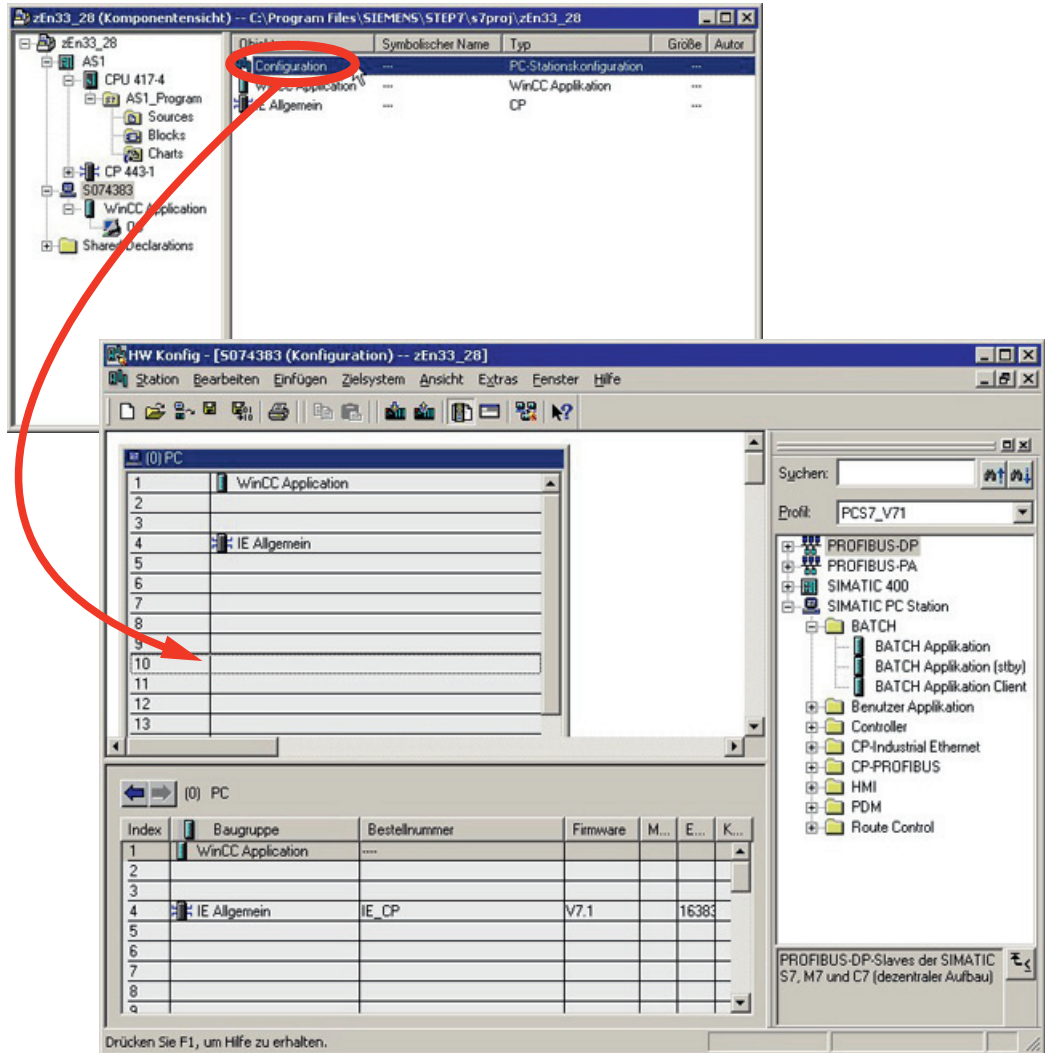 zEn33_28 (Komponentensicht) -- C:\Program Files\SIEMENS\STEP7\s7proj\zEn33_28
zEn33_28
AS1
CPU 417-4
AS1_Program
Sources
Blocks
Charts
CP 443-1
S074383
WinCC Application
Shared Declarations
Symbolischer Name Typ Größe Autor
Configuration --- PC-Stationskonfiguration ---
WinCC Application --- WinCC Applikation ---
IE Allgemein --- CP ---
HW Konfig - [S074383 (Konfiguration) -- zEn33_28]
Station Bearbeiten Einfügen Zielsystem Ansicht Extras Fenster Hilfe
(0) PC
1 WinCC Application
2
3
4 IE Allgemein
5
6
7
8
9
10
11
12
13
Suchen:
Profil: PCS7_V71
PROFIBUS-DP
PROFIBUS-PA
SIMATIC 400
SIMATIC PC Station
BATCH
BATCH Applikation
BATCH Applikation (stby)
BATCH Applikation Client
Benutzer Applikation
Controller
CP-Industrial Ethernet
CP-PROFIBUS
HMI
PDM
Route Control
PROFIBUS-DP-Slaves der SIMATIC
S7, M7 und C7 (dezentraler Aufbau)
(0) PC
Index Baugruppe Bestellnummer Firmware M... E... K...
1 WinCC Application ----
2
3
4 IE Allgemein IE_CP V7.1 16383
5
6
7
8
9
Drücken Sie F1, um Hilfe zu erhalten.